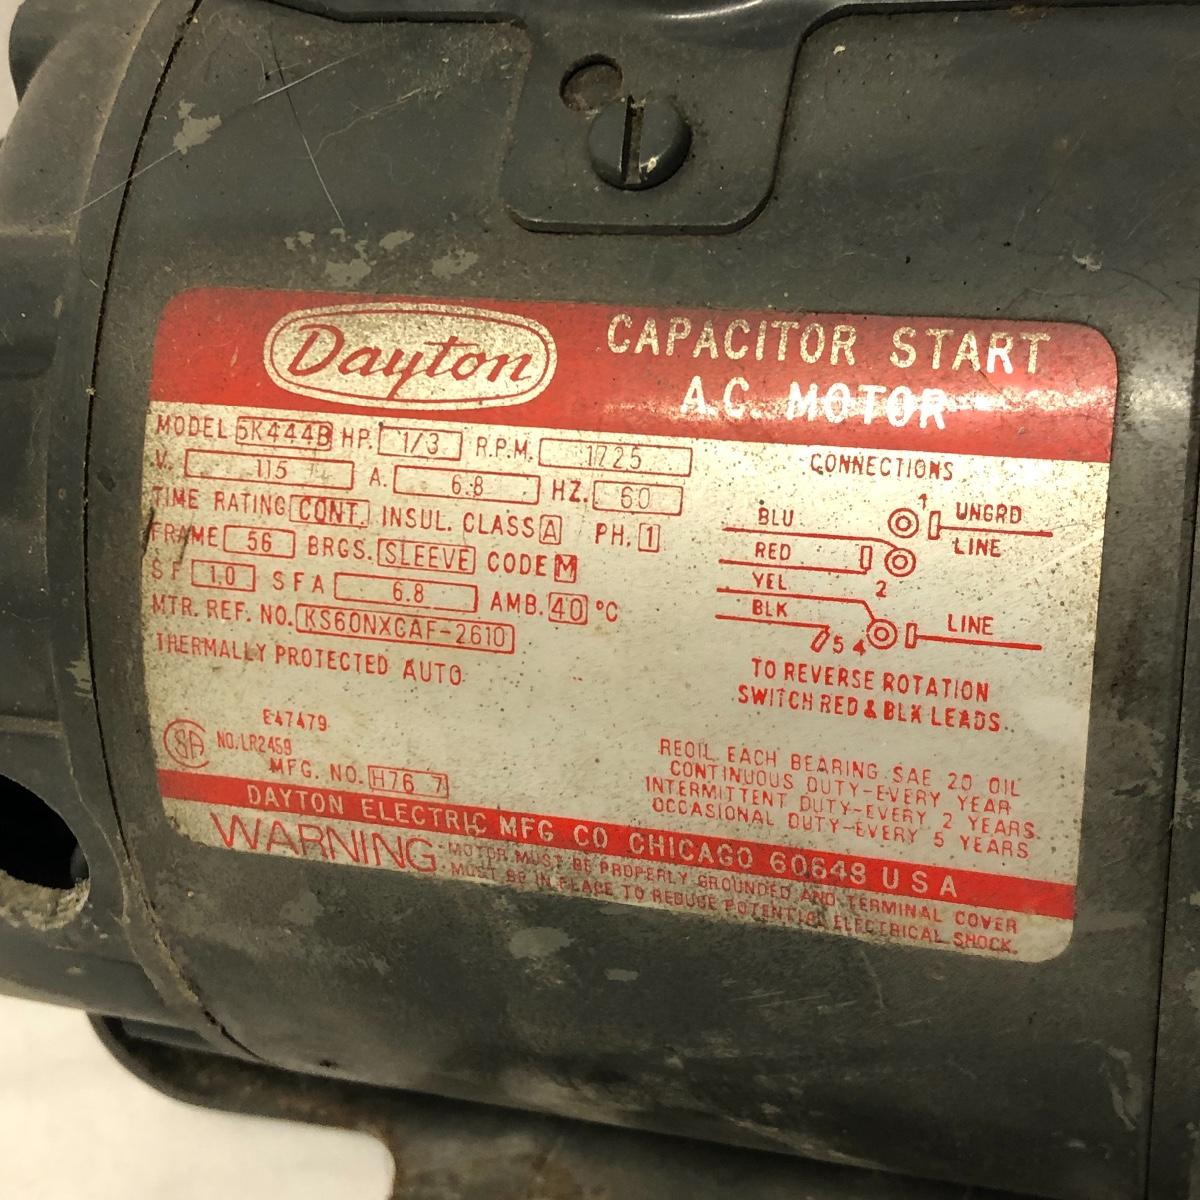 Dayton
CAPACITOR START
A.C. MOTOR
MODEL 5K444B HP. 1/3 R.P.M. 1725
V. 115 A. 6.8 HZ. 60
TIME RATING CONT. INSUL. CLASS A PH. 1
FRAME 56 BRGS. SLEEVE CODE M
SF 1.0 SFA 6.8 AMB. 40 °C
MTR. REF. NO. KS60NXCAF-2610
THERMALLY PROTECTED AUTO.
E47479
SA NO. LR2459
MFG. NO. H76 7
CONNECTIONS
BLU 1 UNGRD
LINE
RED
2
YEL
BLK LINE
5 4
TO REVERSE ROTATION
SWITCH RED & BLK LEADS.
REOIL EACH BEARING SAE 20 OIL
CONTINUOUS DUTY-EVERY YEAR
INTERMITTENT DUTY-EVERY 2 YEARS
OCCASIONAL DUTY-EVERY 5 YEARS
DAYTON ELECTRIC MFG. CO. CHICAGO 60648 U S A
WARNING-MOTOR MUST BE PROPERLY GROUNDED AND TERMINAL COVER
MUST BE IN PLACE TO REDUCE POTENTIAL ELECTRICAL SHOCK.